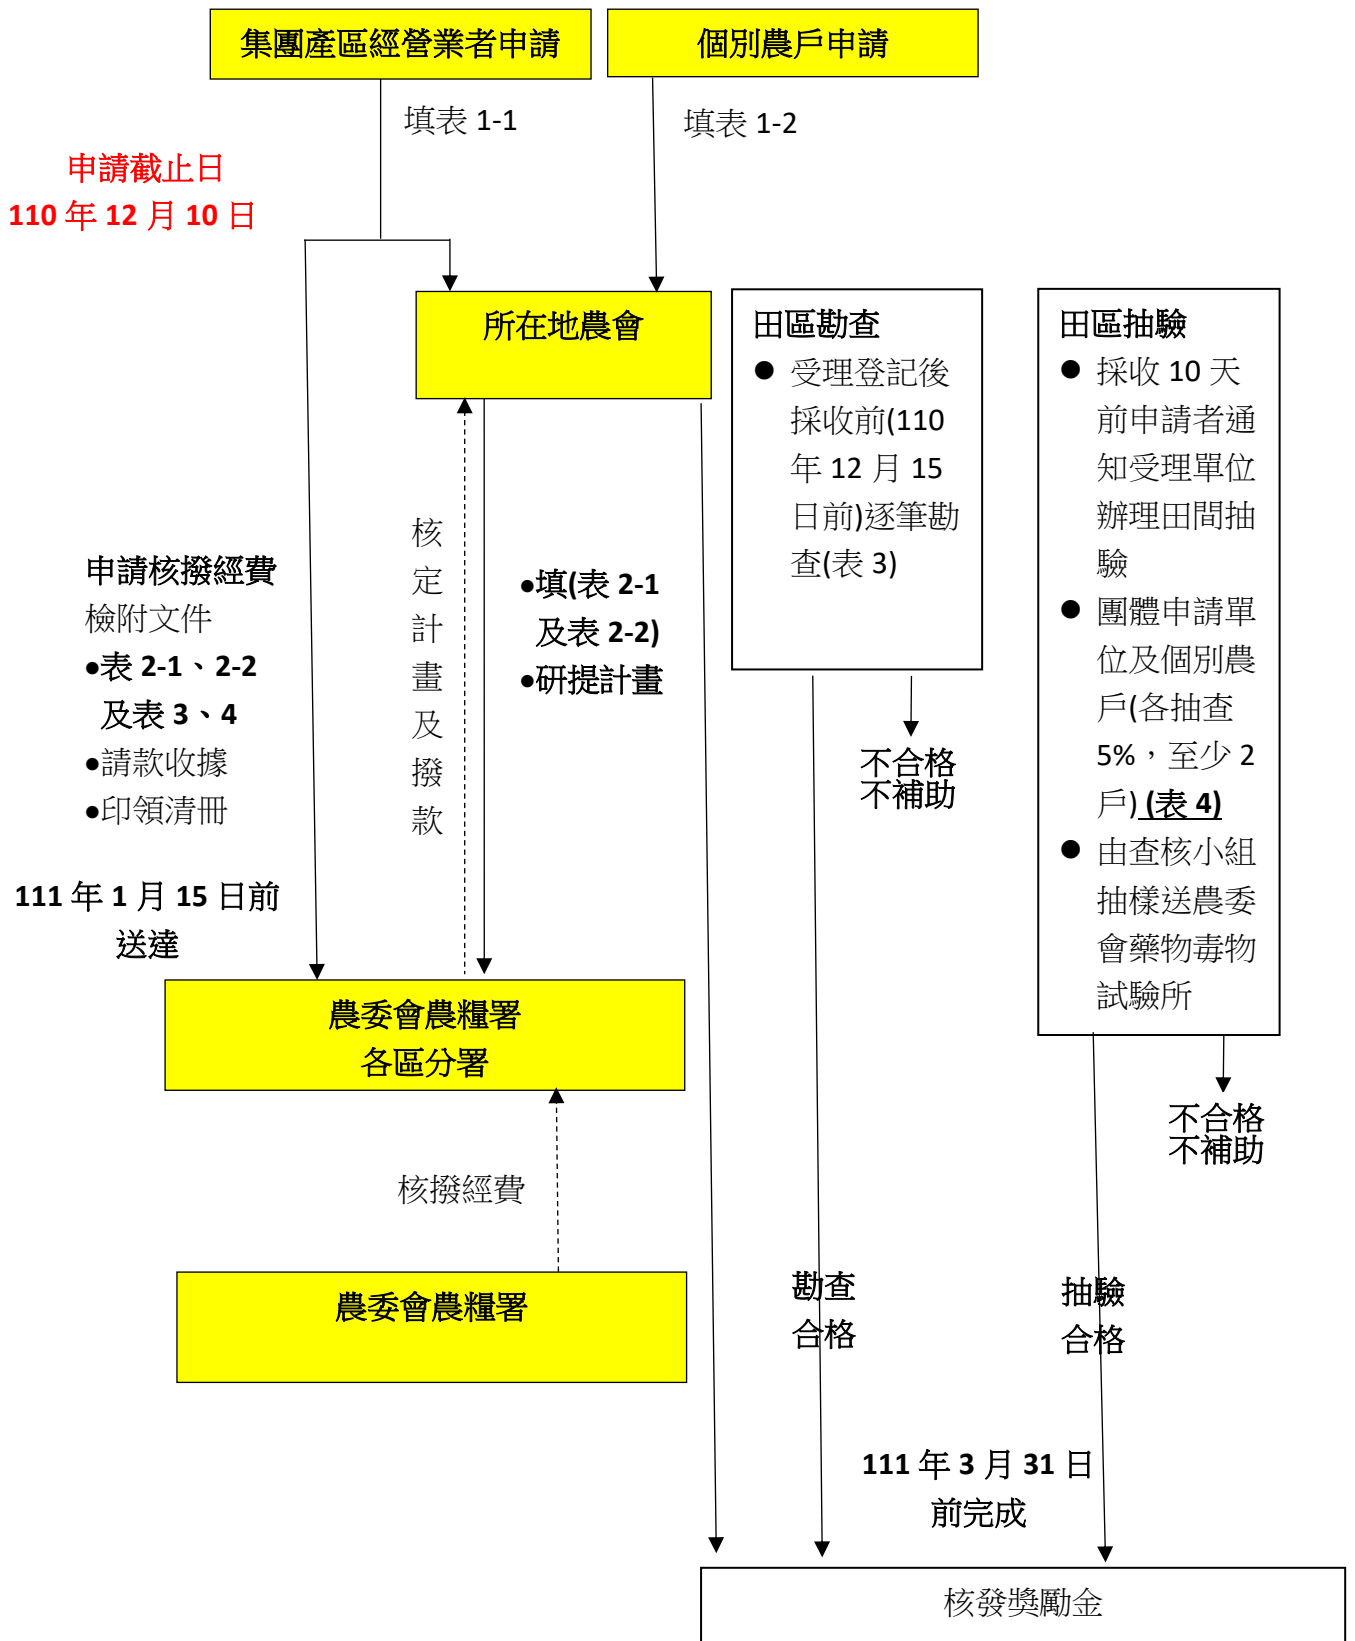 集團產區經營業者申請
個別農戶申請
填表 1-1
填表 1-2
申請截止日
110 年 12 月 10 日
所在地農會
田區勘查
● 受理登記後
採收前(110
年 12 月 15
日前)逐筆勘
查(表 3)
田區抽驗
● 採收 10 天
前申請者通
知受理單位
辦理田間抽
驗
● 團體申請單
位及個別農
戶(各抽查
5%，至少 2
戶) (表 4)
● 由查核小組
抽樣送農委
會藥物毒物
試驗所
申請核撥經費
檢附文件
●表 2-1、2-2
及表 3、4
●請款收據
●印領清冊
111 年 1 月 15 日前
送達
核
定
計
畫
及
撥
款
●填(表 2-1
及表 2-2)
●研提計畫
不合格
不補助
農委會農糧署
各區分署
不合格
不補助
核撥經費
農委會農糧署
勘查
合格
抽驗
合格
111 年 3 月 31 日
前完成
核發獎勵金